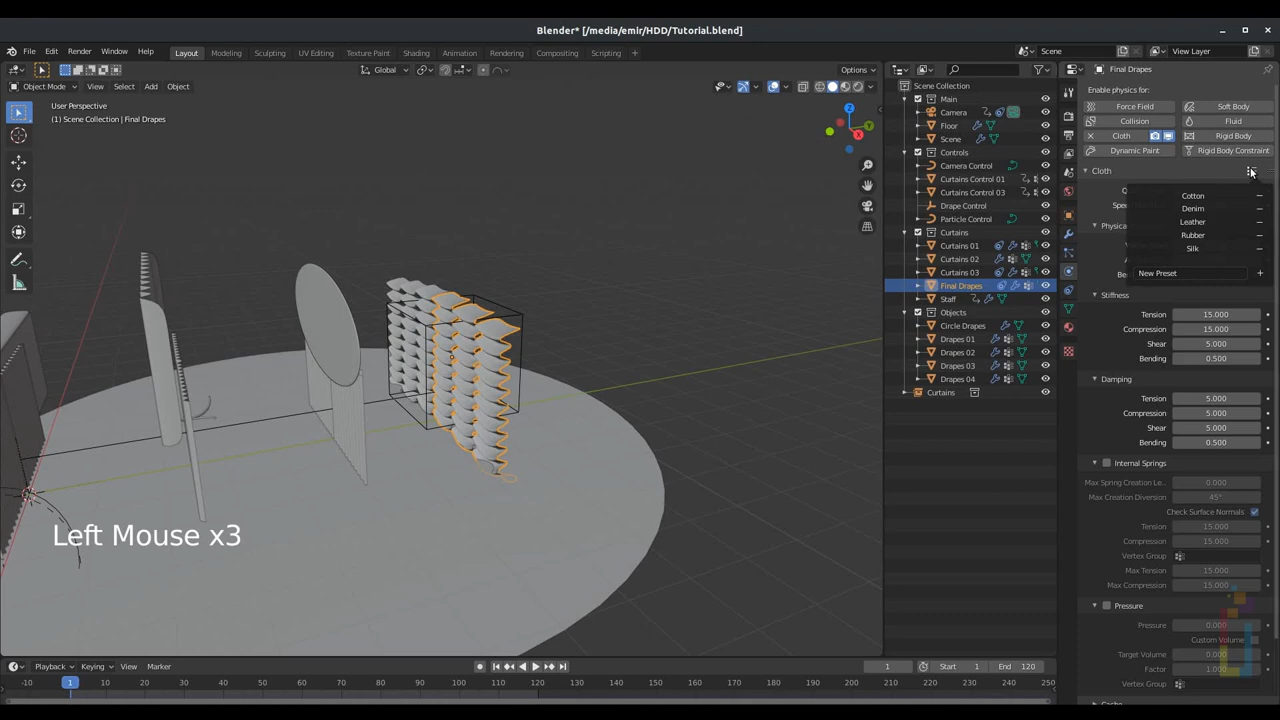 Blender* [/media/emir/HDD/Tutorial.blend]
File Edit Render Window Help Layout Modeling Sculpting UV Editing Texture Paint Shading Animation Rendering Compositing Scripting + Scene View Layer
Global Options
Object Mode View Select Add Object
User Perspective
(1) Scene Collection | Final Drapes
Z
Y
Left Mouse x3
Scene Collection
Main
Camera
Floor
Scene
Controls
Camera Control
Curtains Control 01
Curtains Control 03
Drape Control
Particle Control
Curtains
Curtains 01
Curtains 02
Curtains 03
Final Drapes
Staff
Objects
Circle Drapes
Drapes 01
Drapes 02
Drapes 03
Drapes 04
Curtains
Final Drapes
Enable physics for:
Force Field Soft Body
Collision Fluid
Cloth Rigid Body
Dynamic Paint Rigid Body Constraint
Cloth
Cotton
Denim
Leather
Rubber
Silk
New Preset +
Stiffness
Tension 15.000
Compression 15.000
Shear 5.000
Bending 0.500
Damping
Tension 5.000
Compression 5.000
Shear 5.000
Bending 0.500
Internal Springs
Max Spring Creation Le.. 0.000
Max Creation Diversion 45°
Check Surface Normals
Tension 15.000
Compression 15.000
Vertex Group
Max Tension 15.000
Max Compression 15.000
Pressure
Pressure 0.000
Custom Volume
Target Volume 0.000
Factor 1.000
Vertex Group
Playback Keying View Marker 1 Start 1 End 120
-10 1 10 20 30 40 50 60 70 80 90 100 110 120 130 140 150 160 170 180 190 200 210 220 230 240 250